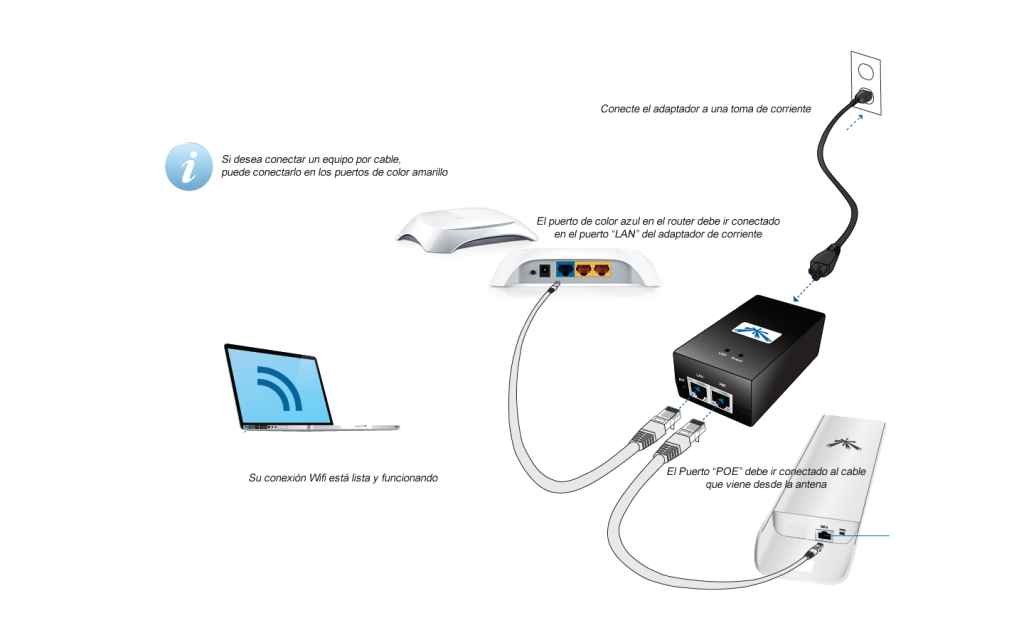 Conecte el adaptador a una toma de corriente
Si desea conectar un equipo por cable,
puede conectarlo en los puertos de color amarillo
El puerto de color azul en el router debe ir conectado
en el puerto “LAN” del adaptador de corriente
LAN
POE
El Puerto “POE” debe ir conectado al cable
que viene desde la antena
Su conexión Wifi está lista y funcionando